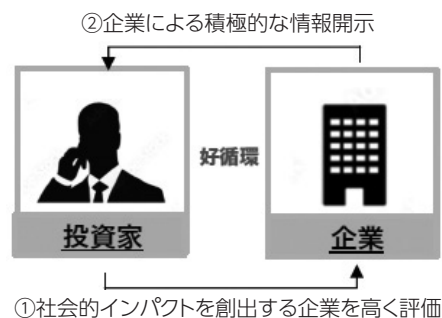 ②企業による積極的な情報開示
好循環
投資家
企業
①社会的インパクトを創出する企業を高く評価